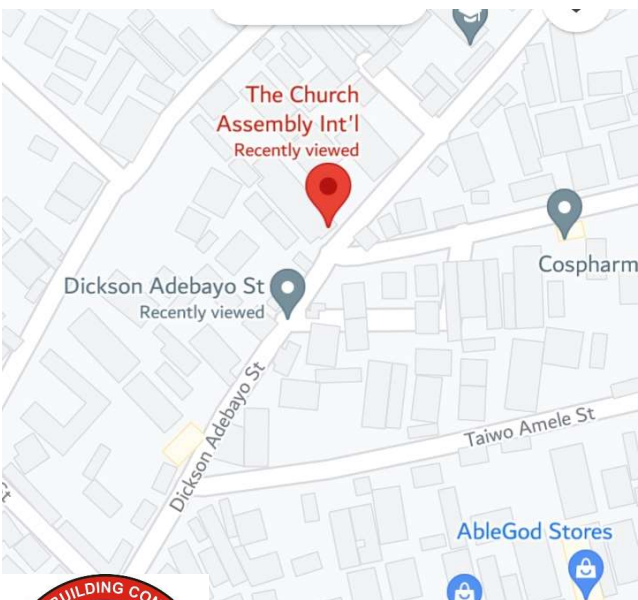 The Church
Assembly Int'l
Recently viewed
Dickson Adebayo St
Recently viewed
Cospharm
Dickson Adebayo St
Taiwo Amele St
AbleGod Stores
BUILDING